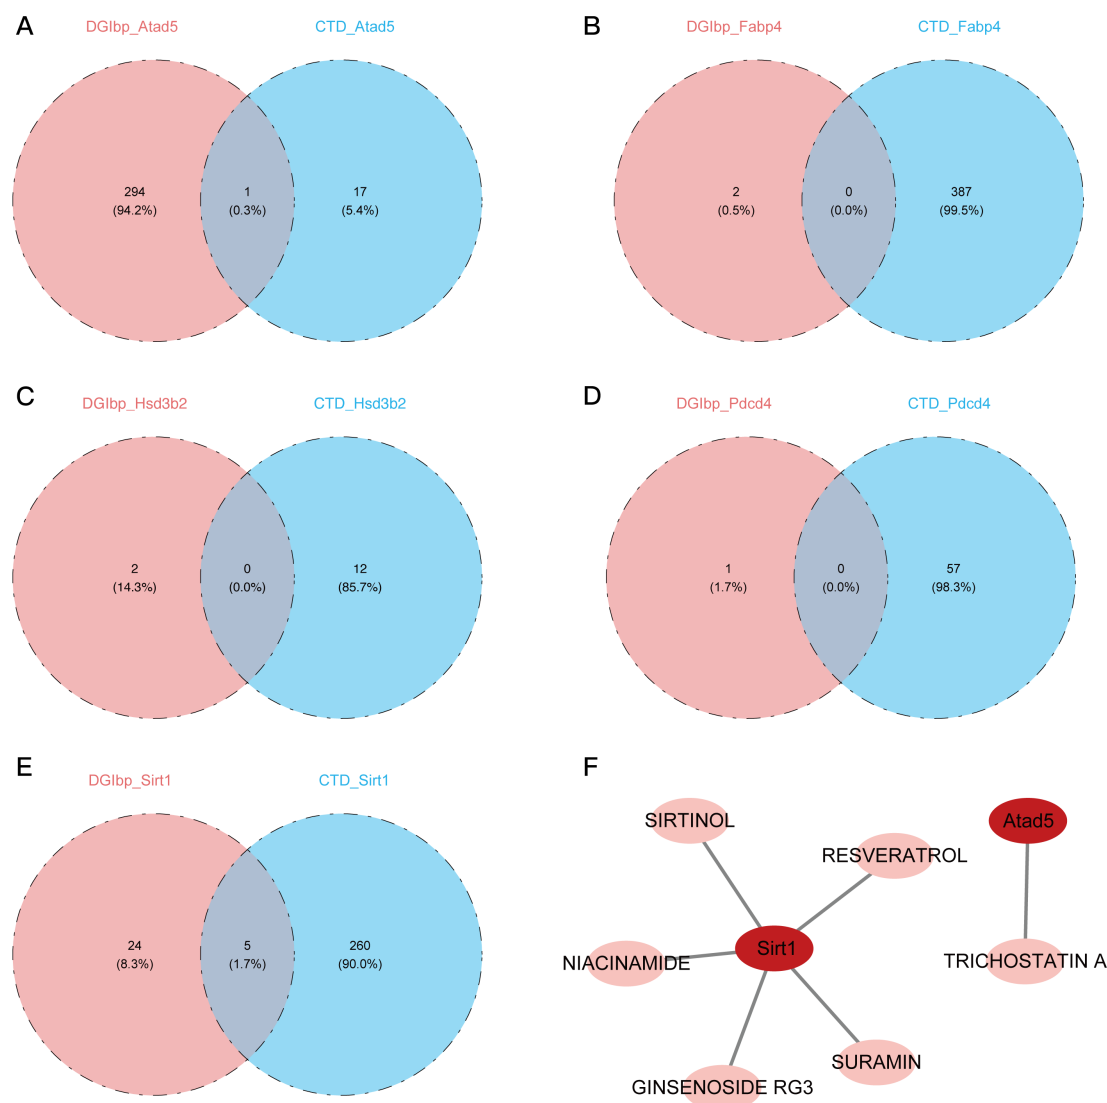 A
DGIbp_Atad5
CTD_Atad5
294
(94.2%)
1
(0.3%)
17
(5.4%)
B
DGIbp_Fabp4
CTD_Fabp4
2
(0.5%)
0
(0.0%)
387
(99.5%)
C
DGIbp_Hsd3b2
CTD_Hsd3b2
2
(14.3%)
0
(0.0%)
12
(85.7%)
D
DGIbp_Pdcd4
CTD_Pdcd4
1
(1.7%)
0
(0.0%)
57
(98.3%)
E
DGIbp_Sirt1
CTD_Sirt1
24
(8.3%)
5
(1.7%)
260
(90.0%)
F
SIRTINOL
Atad5
RESVERATROL
Sirt1
NIACINAMIDE
TRICHOSTATIN A
SURAMIN
GINSENOSIDE RG3